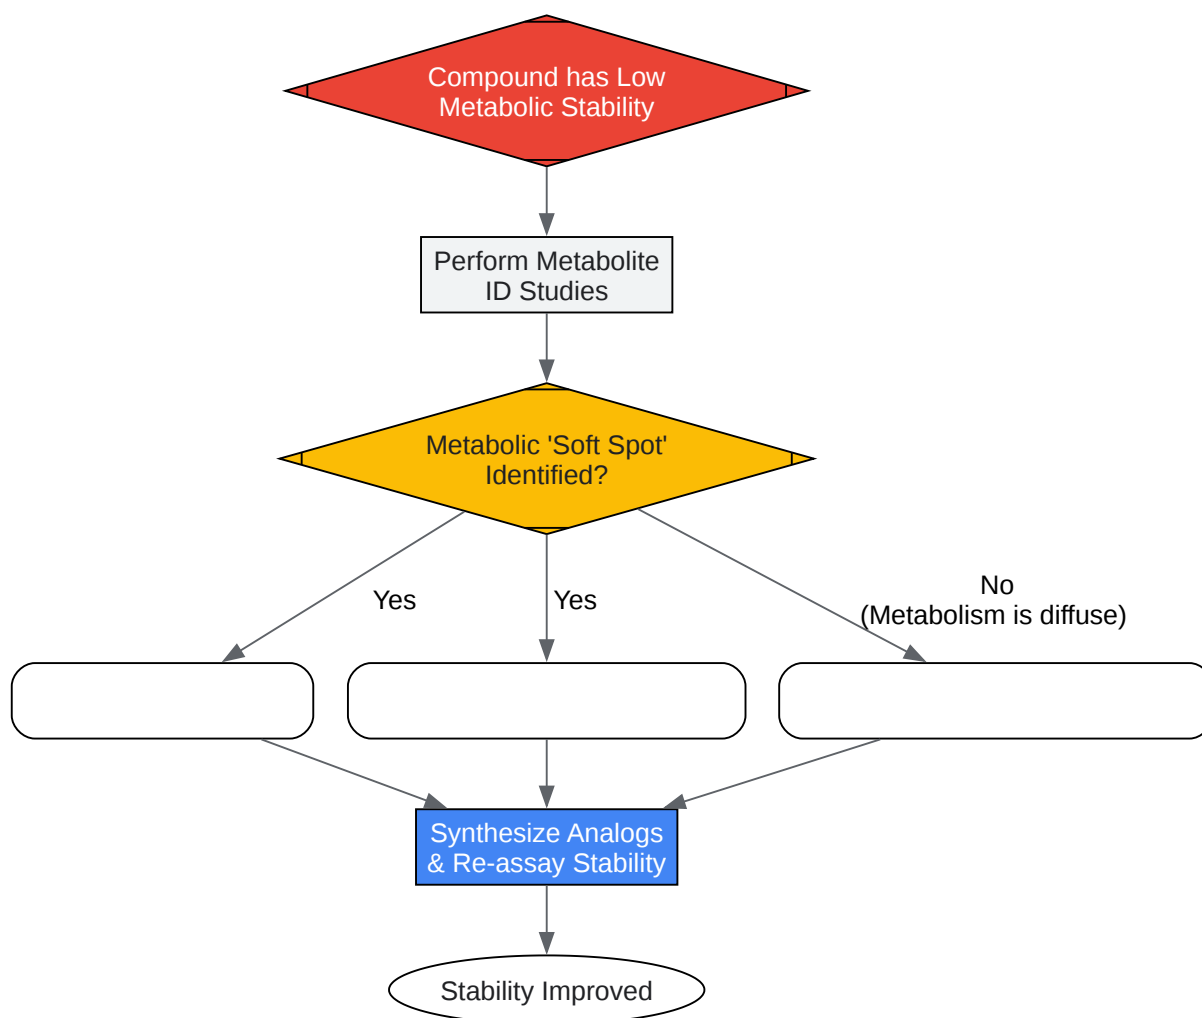 Compound has Low
Metabolic Stability
Perform Metabolite
ID Studies
Metabolic 'Soft Spot'
Identified?
Yes
Yes
No
(Metabolism is diffuse)
Synthesize Analogs
& Re-assay Stability
Stability Improved